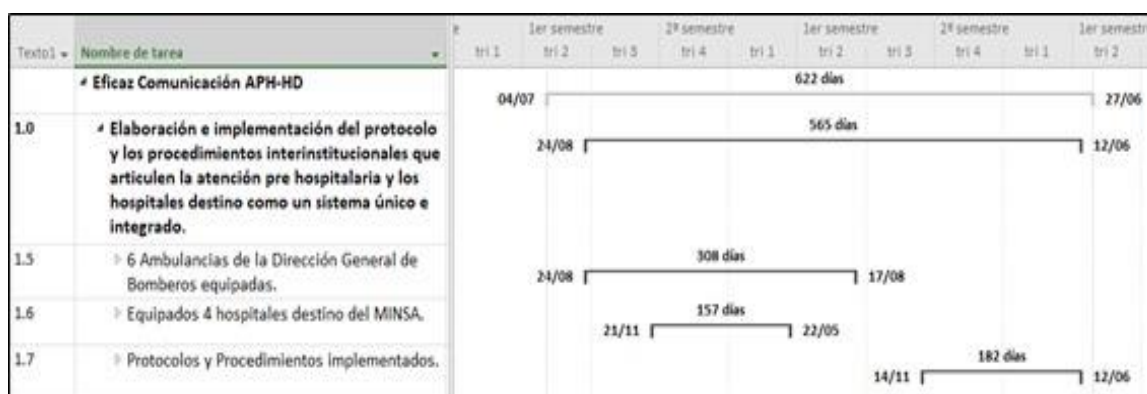 e 1er semestre 2º semestre 1er semestre 2º semestre 1er semestr
Texto1 Nombre de tarea tri 1 tri 2 tri 3 tri 4 tri 1 tri 2 tri 3 tri 4 tri 1 tri 2
Eficaz Comunicación APH-HD
622 días
04/07 27/06
1.0 Elaboración e implementación del protocolo
y los procedimientos interinstitucionales que
articulen la atención pre hospitalaria y los
hospitales destino como un sistema único e
integrado.
565 días
24/08 12/06
1.5 6 Ambulancias de la Dirección General de
Bomberos equipadas.
308 días
24/08 17/08
1.6 Equipados 4 hospitales destino del MINSA.
157 días
21/11 22/05
1.7 Protocolos y Procedimientos implementados.
182 días
14/11 12/06